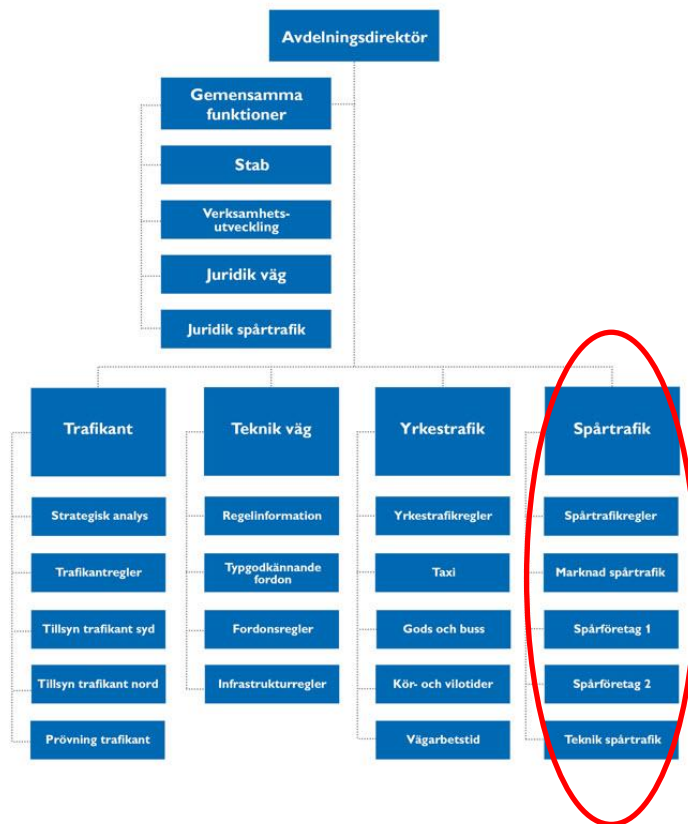 Avdelningsdirektör
Gemensamma
funktioner
Stab
Verksamhets-
utveckling
Juridik väg
Juridik spårtrafik
Trafikant
Strategisk analys
Trafikantregler
Tillsyn trafikant syd
Tillsyn trafikant nord
Prövning trafikant
Teknik väg
Regelinformation
Typgodkännande
fordon
Fordonsregler
Infrastrukturregler
Yrkestrafik
Yrkestrafikregler
Taxi
Gods och buss
Kör- och vilotider
Vägarbetstid
Spårtrafik
Spårtrafikregler
Marknad spårtrafik
Spårföretag 1
Spårföretag 2
Teknik spårtrafik